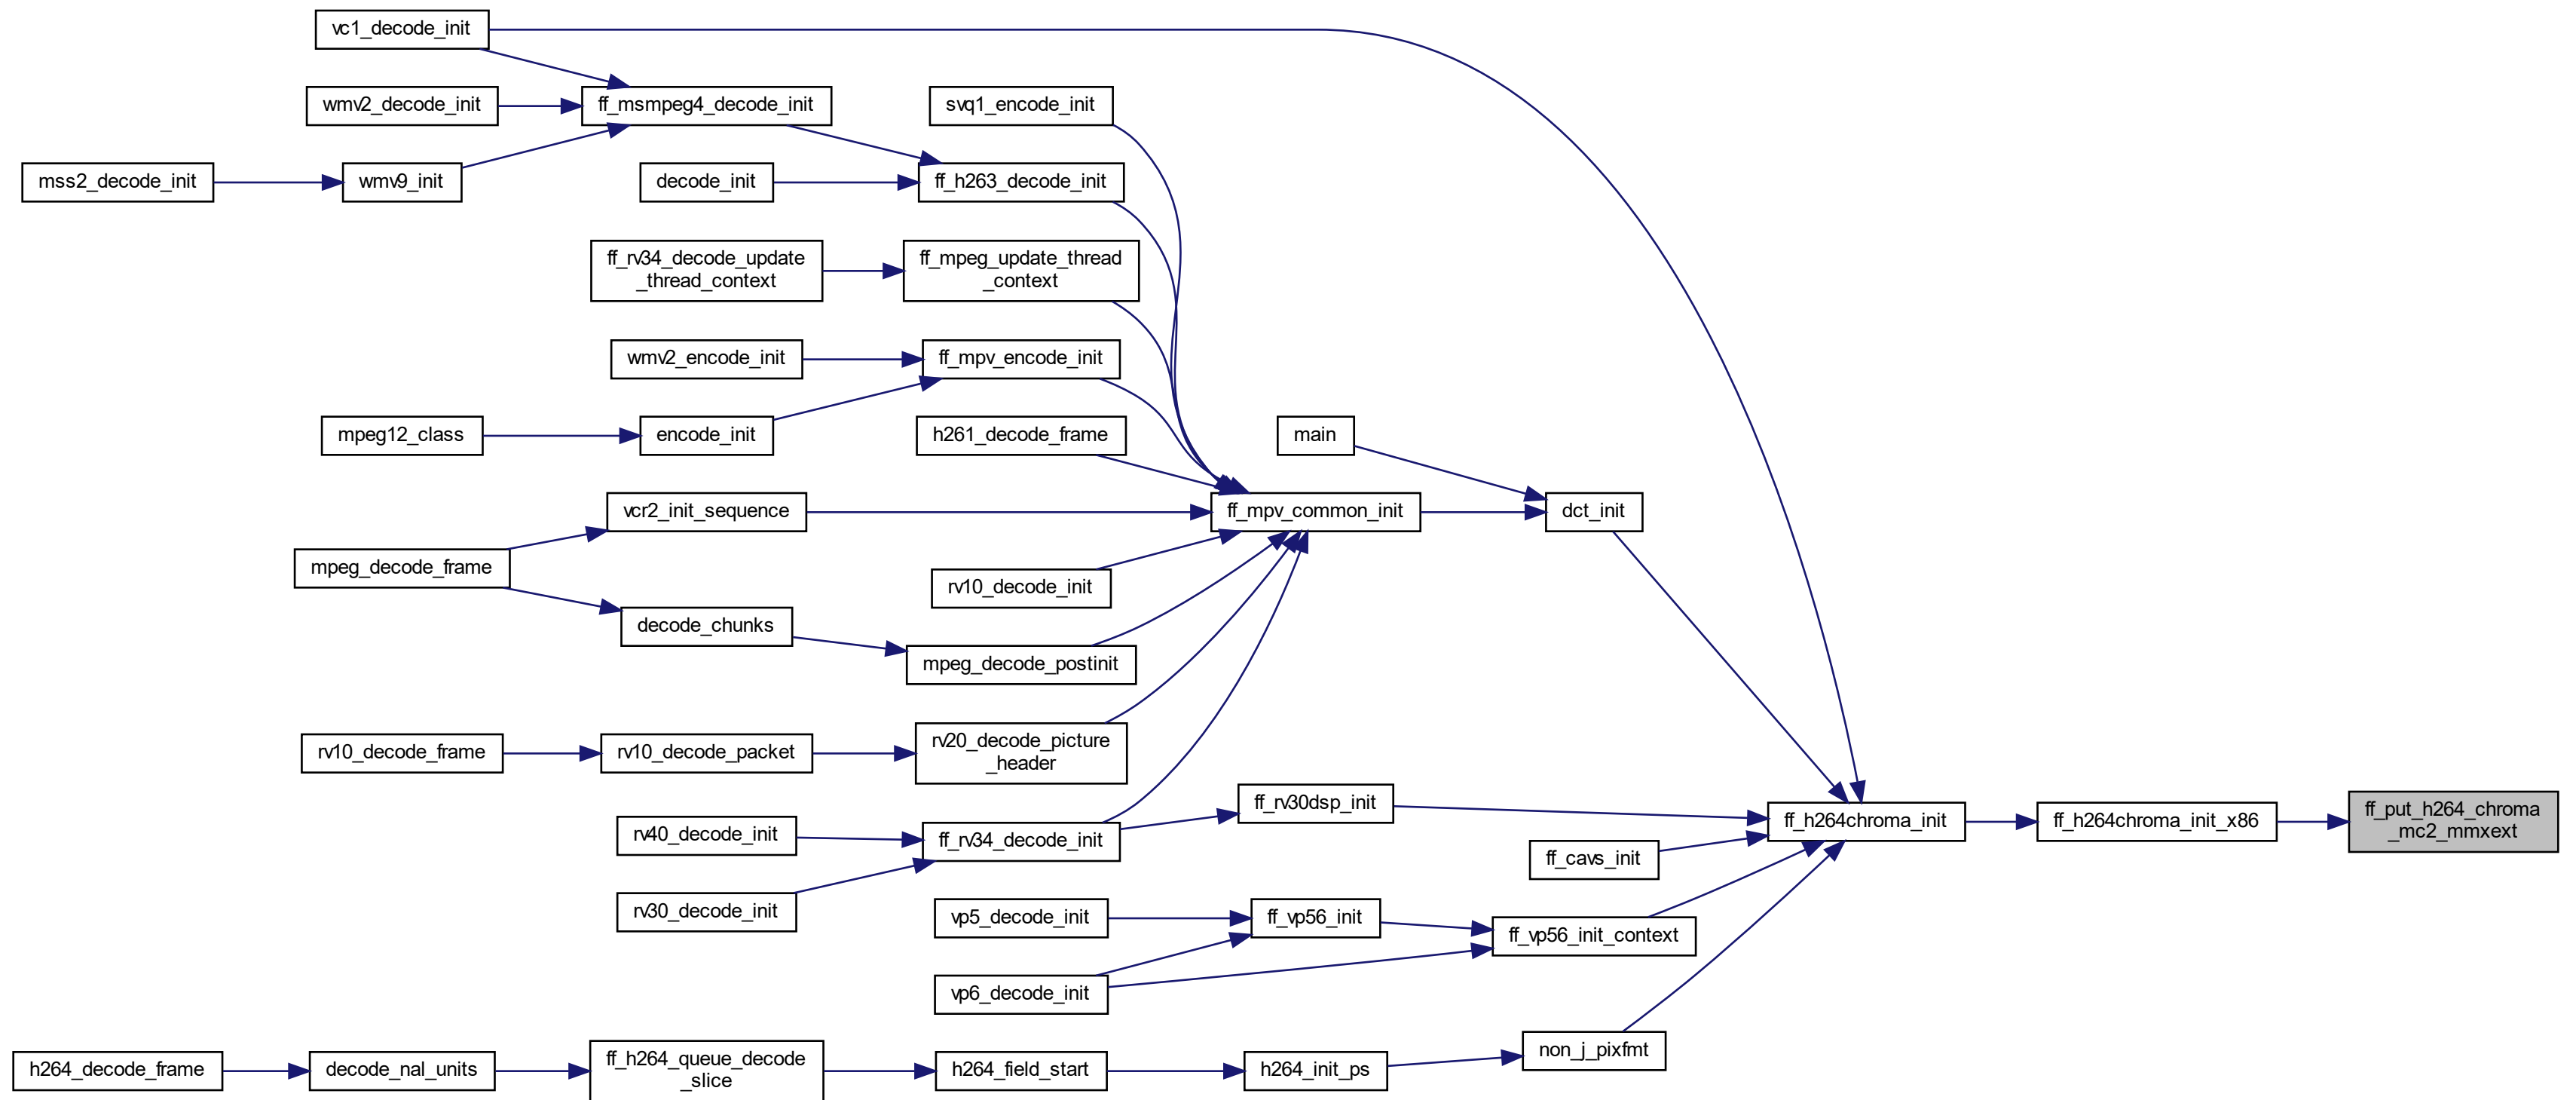 vc1_decode_init
wmv2_decode_init
ff_msmpeg4_decode_init
svq1_encode_init
mss2_decode_init
wmv9_init
decode_init
ff_h263_decode_init
ff_rv34_decode_update
_thread_context
ff_mpeg_update_thread
_context
wmv2_encode_init
ff_mpv_encode_init
mpeg12_class
encode_init
h261_decode_frame
main
vcr2_init_sequence
ff_mpv_common_init
dct_init
mpeg_decode_frame
rv10_decode_init
decode_chunks
mpeg_decode_postinit
rv10_decode_frame
rv10_decode_packet
rv20_decode_picture
_header
ff_rv30dsp_init
rv40_decode_init
ff_rv34_decode_init
ff_h264chroma_init
ff_h264chroma_init_x86
ff_put_h264_chroma
_mc2_mmxext
ff_cavs_init
rv30_decode_init
vp5_decode_init
ff_vp56_init
ff_vp56_init_context
vp6_decode_init
non_j_pixfmt
h264_decode_frame
decode_nal_units
ff_h264_queue_decode
_slice
h264_field_start
h264_init_ps